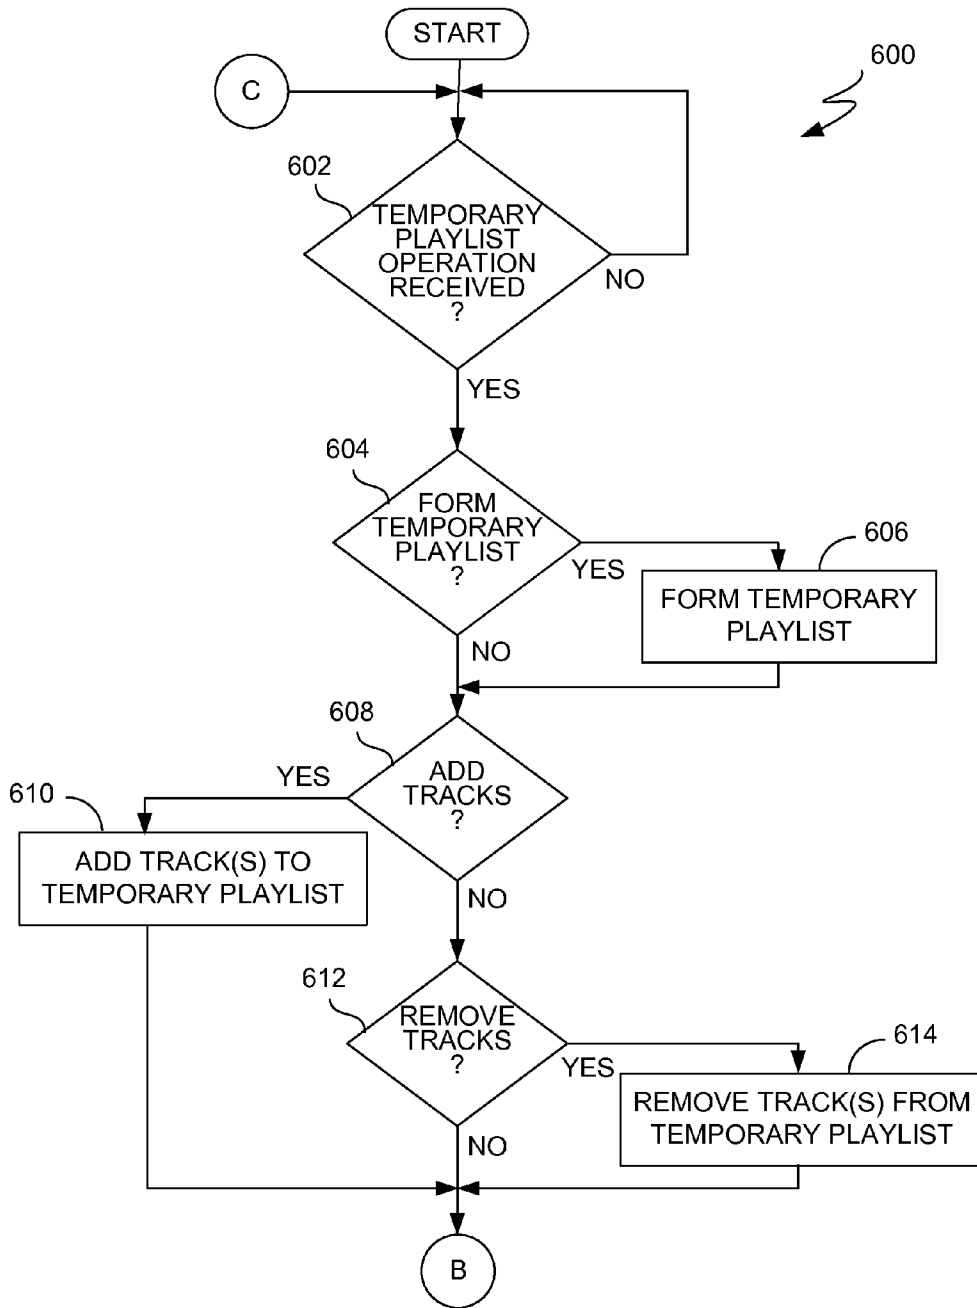 START
600
C
602
TEMPORARY
PLAYLIST
OPERATION
RECEIVED
?
NO
YES
604
FORM
TEMPORARY
PLAYLIST
?
YES
606
FORM TEMPORARY
PLAYLIST
NO
608
ADD
TRACKS
?
YES
610
ADD TRACK(S) TO
TEMPORARY PLAYLIST
NO
612
REMOVE
TRACKS
?
YES
614
REMOVE TRACK(S) FROM
TEMPORARY PLAYLIST
NO
B